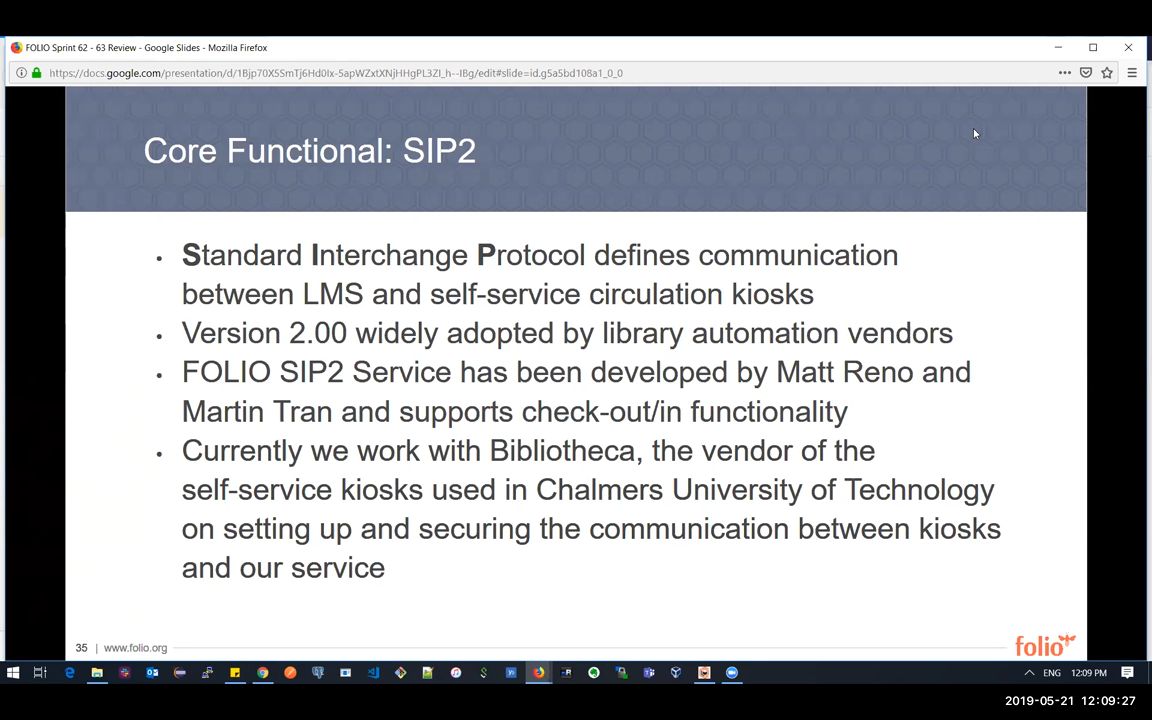 FOLIO Sprint 62 - 63 Review - Google Slides - Mozilla Firefox
https://docs.google.com/presentation/d/1Bjp70X5SmTj6Hd0Ix-5apWZxtXNjHHgPL3ZI_h--IBg/edit#slide=id.g5a5bd108a1_0_0
Core Functional: SIP2
• Standard Interchange Protocol defines communication
between LMS and self-service circulation kiosks
• Version 2.00 widely adopted by library automation vendors
• FOLIO SIP2 Service has been developed by Matt Reno and
Martin Tran and supports check-out/in functionality
• Currently we work with Bibliotheca, the vendor of the
self-service kiosks used in Chalmers University of Technology
on setting up and securing the communication between kiosks
and our service
35 | www.folio.org
folio
ENG 12:09 PM
2019-05-21 12:09:27